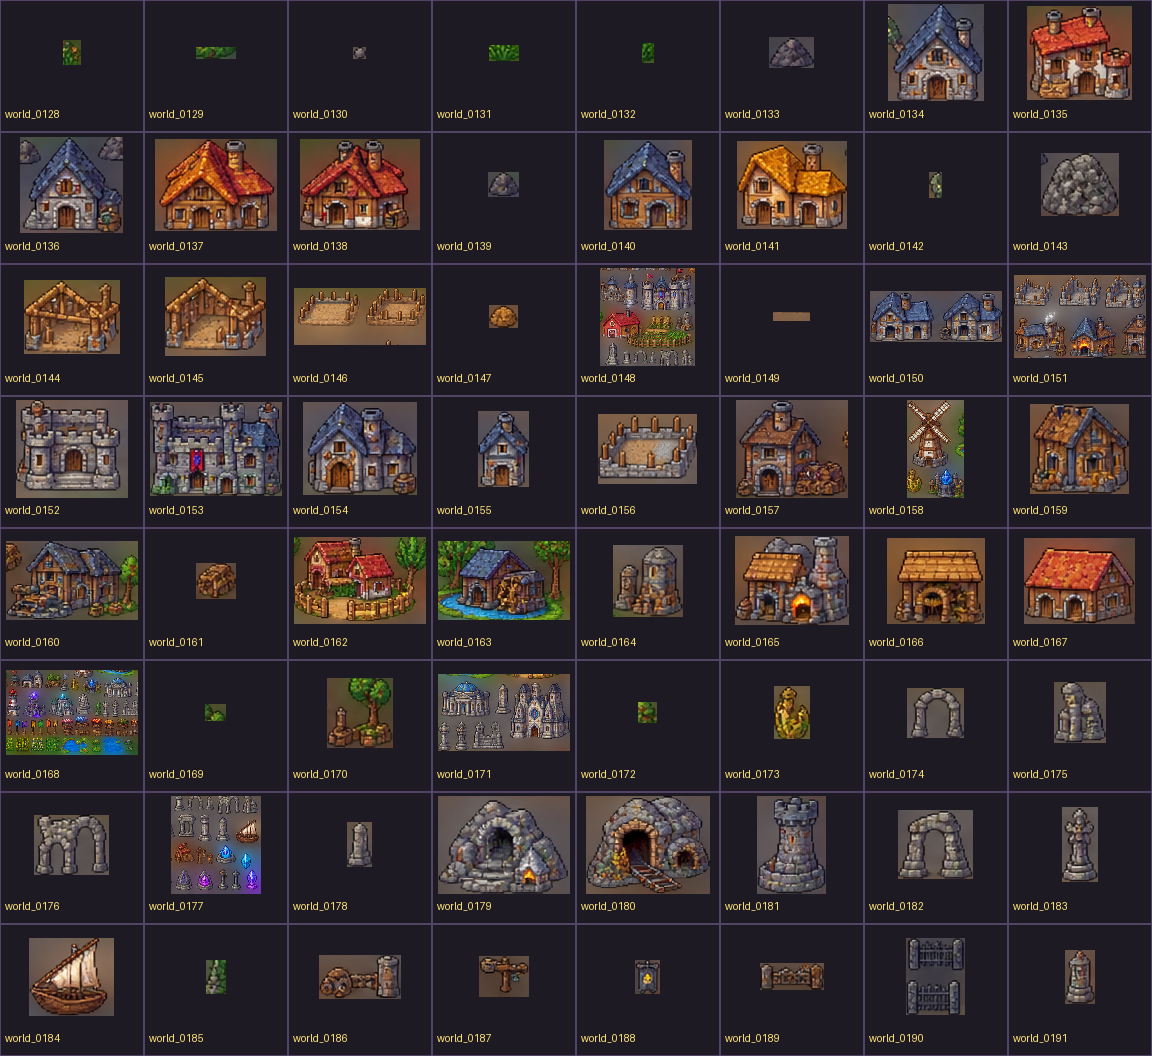 world_0128 world_0129 world_0130 world_0131 world_0132 world_0133 world_0134 world_0135
world_0136 world_0137 world_0138 world_0139 world_0140 world_0141 world_0142 world_0143
world_0144 world_0145 world_0146 world_0147 world_0148 world_0149 world_0150 world_0151
world_0152 world_0153 world_0154 world_0155 world_0156 world_0157 world_0158 world_0159
world_0160 world_0161 world_0162 world_0163 world_0164 world_0165 world_0166 world_0167
world_0168 world_0169 world_0170 world_0171 world_0172 world_0173 world_0174 world_0175
world_0176 world_0177 world_0178 world_0179 world_0180 world_0181 world_0182 world_0183
world_0184 world_0185 world_0186 world_0187 world_0188 world_0189 world_0190 world_0191